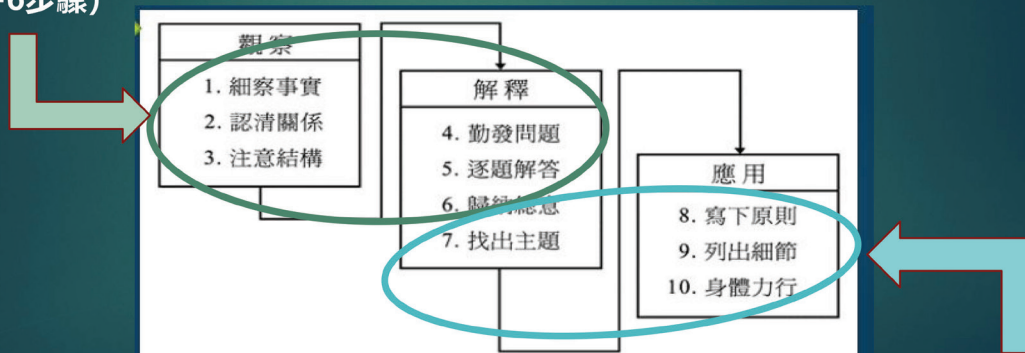 6步驟)
觀察
1. 細察事實
2. 認清關係
3. 注意結構
解釋
4. 勤發問題
5. 逐題解答
6. 歸納總意
7. 找出主題
應用
8. 寫下原則
9. 列出細節
10. 身體力行